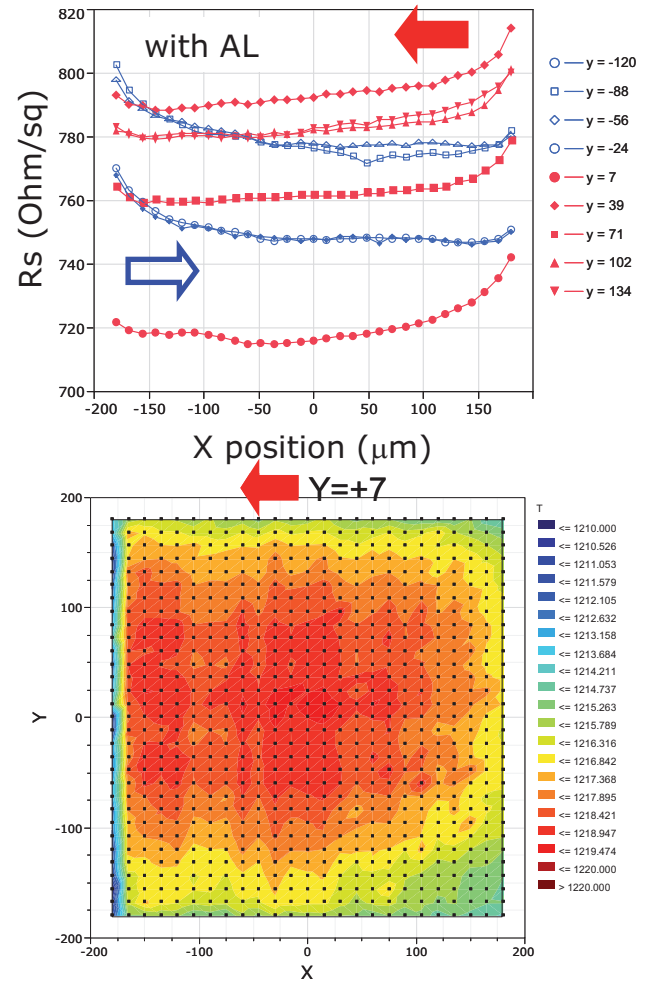 820
800
780
760
740
720
700
with AL
Rs (Ohm/sq)
-200 -150 -100 -50 0 50 100 150
X position (μm)
y = -120
y = -88
y = -56
y = -24
y = 7
y = 39
y = 71
y = 102
y = 134
Y=+7
200
100
0
-100
-200
Y
-200 -100 0 100 200
X
T
<= 1210.000
<= 1210.526
<= 1211.053
<= 1211.579
<= 1212.105
<= 1212.632
<= 1213.158
<= 1213.684
<= 1214.211
<= 1214.737
<= 1215.263
<= 1215.789
<= 1216.316
<= 1216.842
<= 1217.368
<= 1217.895
<= 1218.421
<= 1218.947
<= 1219.474
<= 1220.000
> 1220.000